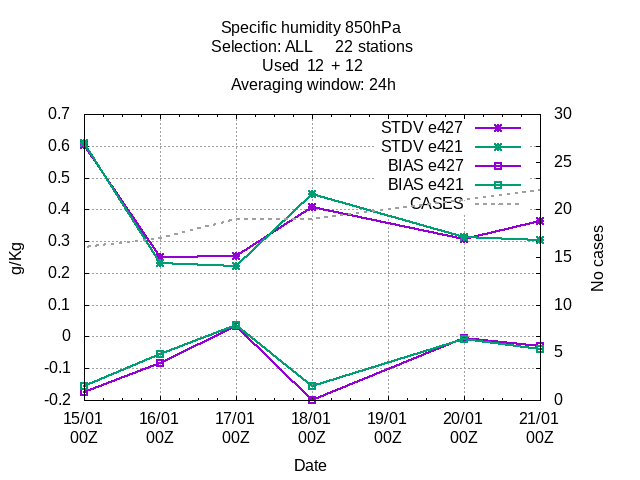 Specific humidity 850hPa
Selection: ALL     22 stations
Used  12 + 12
Averaging window: 24h
0.7
0.6
0.5
0.4
0.3
0.2
0.1
0
-0.1
-0.2
g/Kg
30
25
20
15
10
5
0
No cases
STDV e427
STDV e421
BIAS e427
BIAS e421
CASES
15/01 16/01 17/01 18/01 19/01 20/01 21/01
00Z 00Z 00Z 00Z 00Z 00Z 00Z
Date